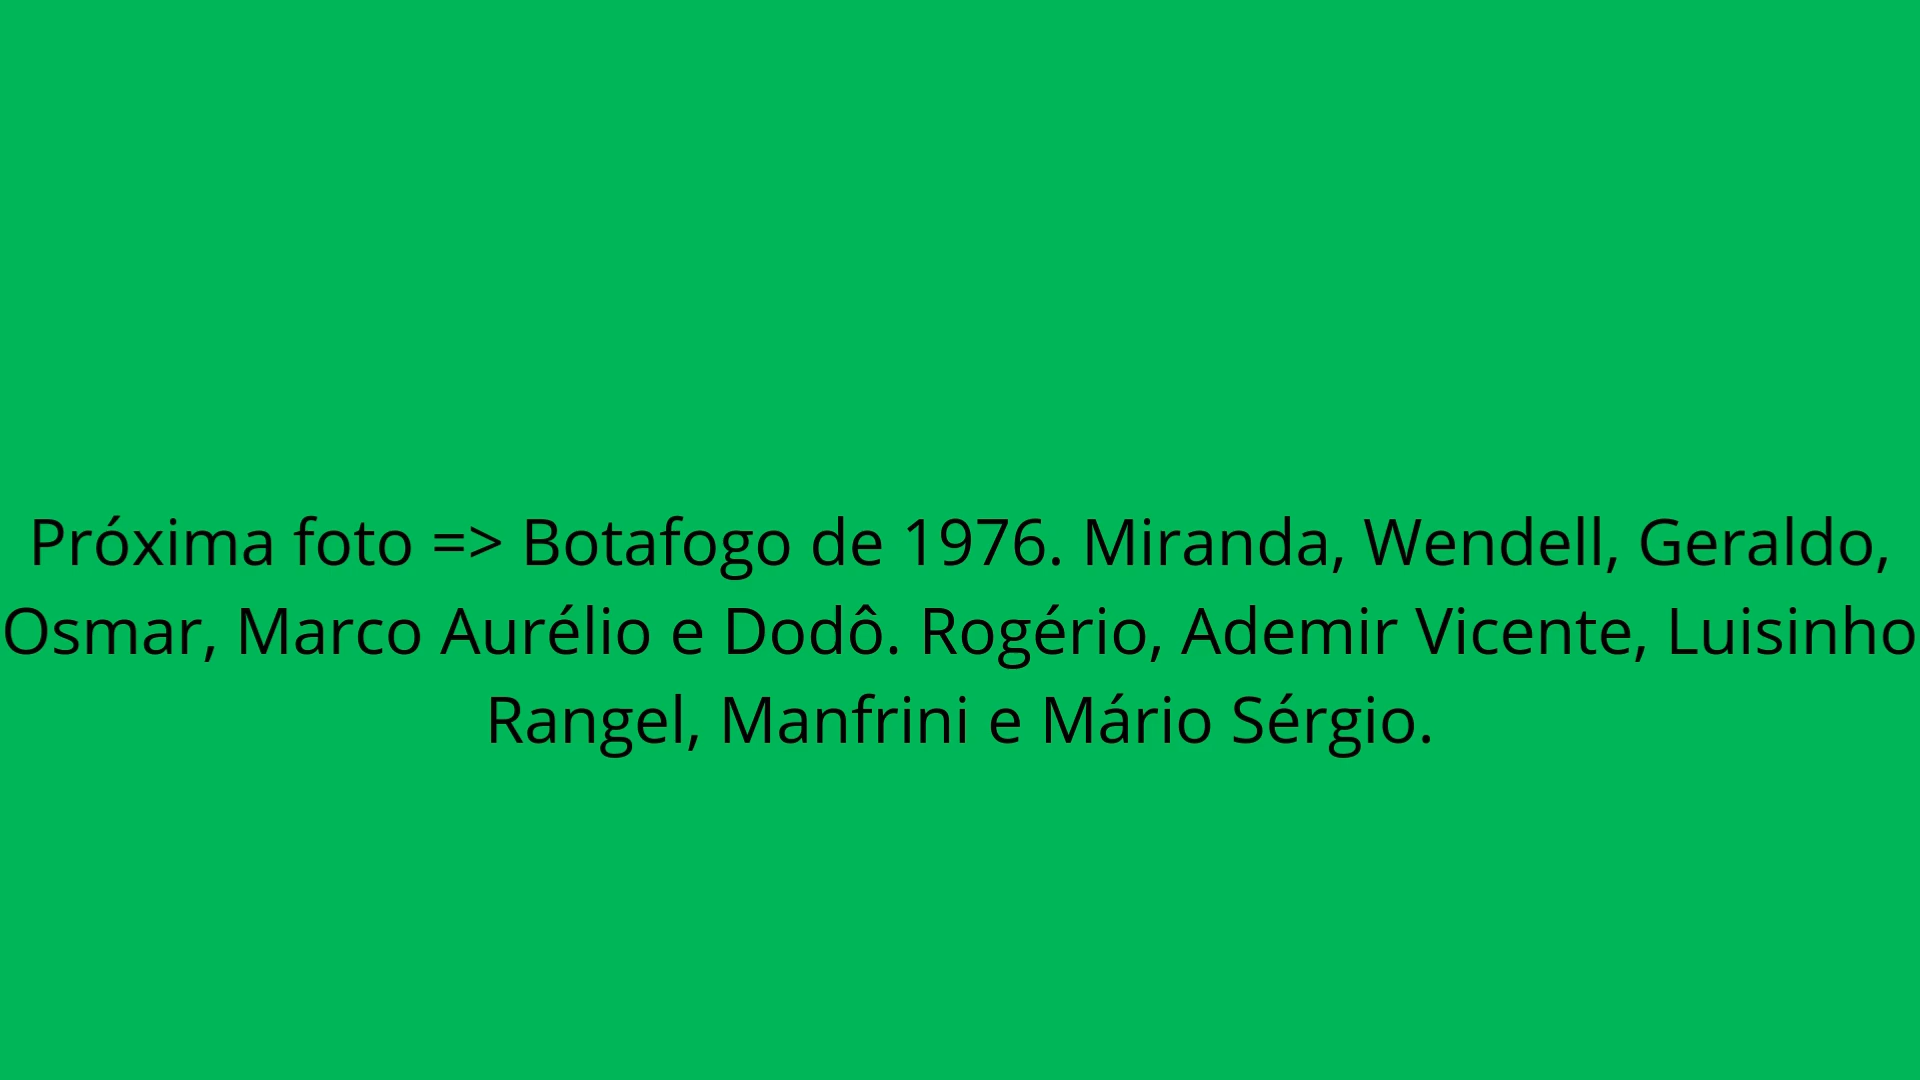 Próxima foto => Botafogo de 1976. Miranda, Wendell, Geraldo,
Osmar, Marco Aurélio e Dodô. Rogério, Ademir Vicente, Luisinho
Rangel, Manfrini e Mário Sérgio.